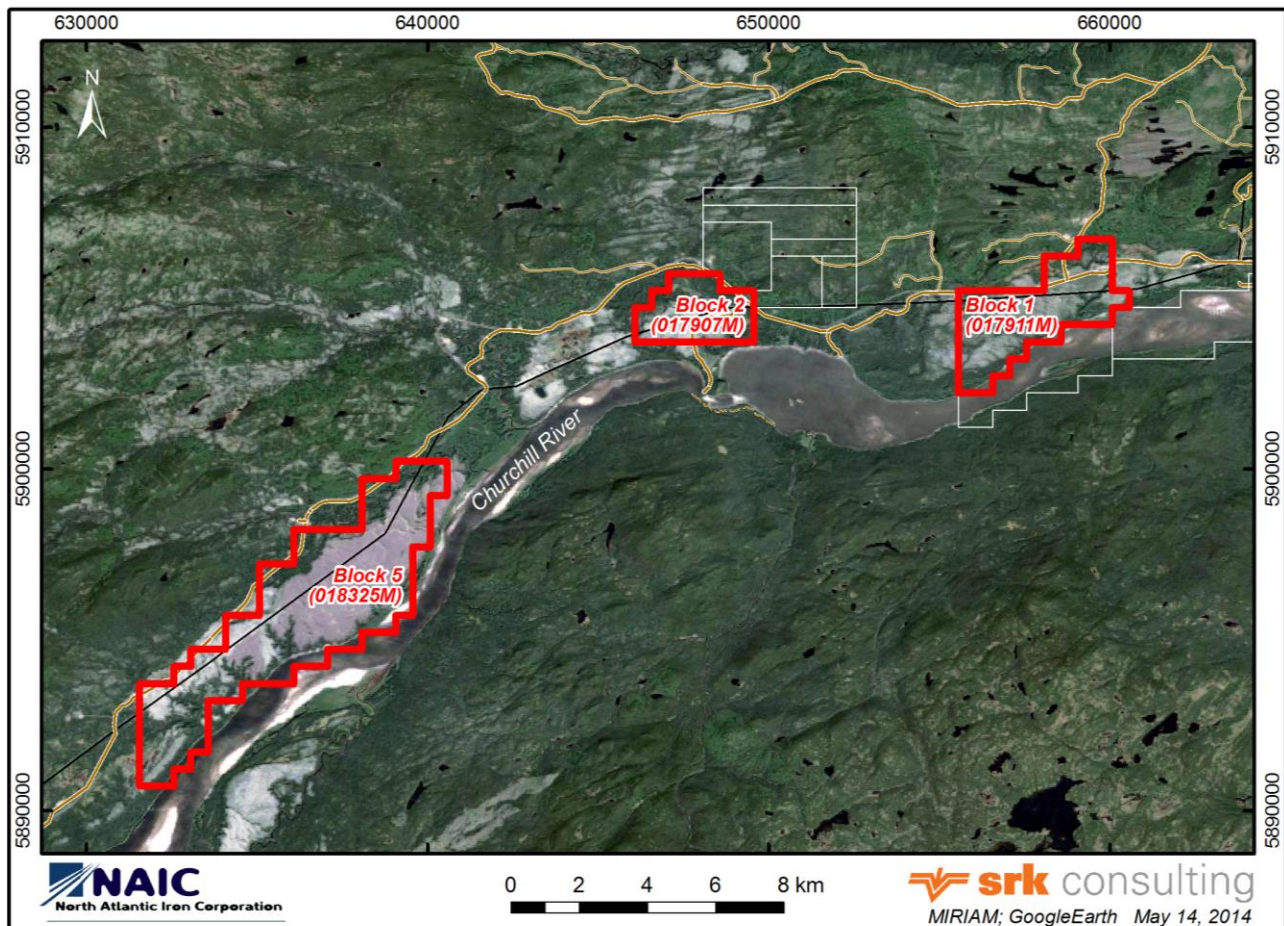 630000
640000
650000
660000
N
5910000
5910000
Block 2
(017907M)
Block 1
(017911M)
Churchill River
5900000
5900000
Block 5
(018325M)
5890000
5890000
NAIC
North Atlantic Iron Corporation
0 2 4 6 8 km
srk consulting
MIRIAM; GoogleEarth May 14, 2014